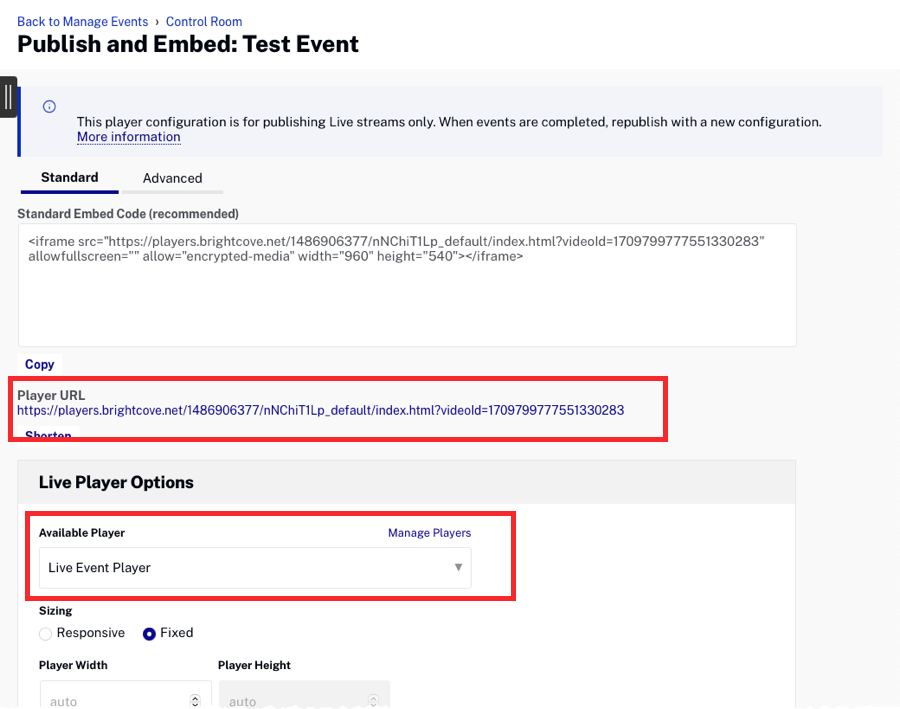 Back to Manage Events › Control Room
Publish and Embed: Test Event
This player configuration is for publishing Live streams only. When events are completed, republish with a new configuration.
More information
Standard Advanced
Standard Embed Code (recommended)
<iframe src="https://players.brightcove.net/1486906377/nNChiT1Lp_default/index.html?videoId=1709799777551330283"
allowfullscreen="" allow="encrypted-media" width="960" height="540"></iframe>
Copy
Player URL
https://players.brightcove.net/1486906377/nNChiT1Lp_default/index.html?videoId=1709799777551330283
Shorten
Live Player Options
Available Player Manage Players
Live Event Player
Sizing
Responsive Fixed
Player Width Player Height
auto auto